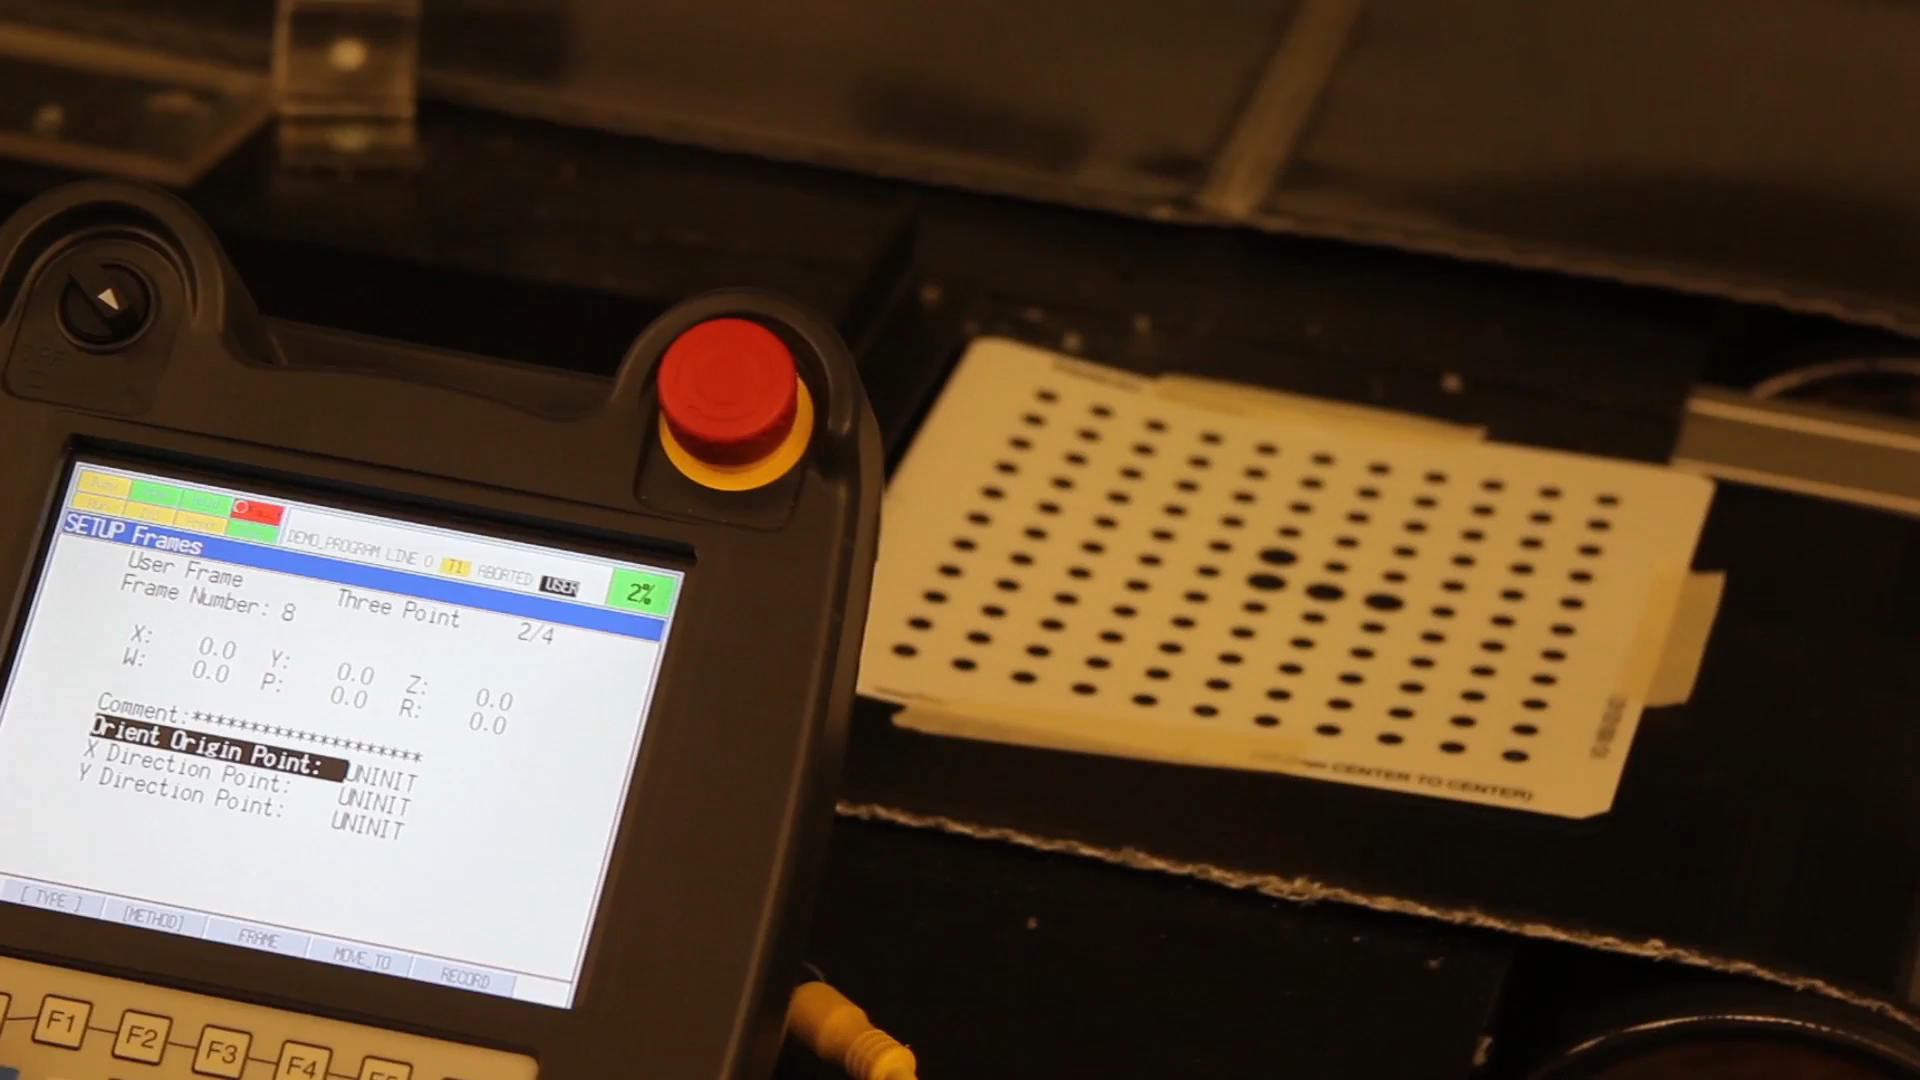 DEMO_PROGRAM LINE 0 T1 ABORTED USER 2%
SETUP Frames
User Frame Three Point 2/4
Frame Number: 8
X: 0.0 Y: 0.0 Z: 0.0
W: 0.0 P: 0.0 R: 0.0
Comment:********************
Orient Origin Point: UNINIT
X Direction Point: UNINIT
Y Direction Point: UNINIT
[ TYPE ] [METHOD] FRAME MOVE_TO RECORD
F1 F2 F3 F4
CENTER TO CENTER)